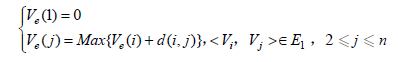 V_e(1)=0
V_e(j)=Max{V_e(i)+d(i,j)},<V_i, V_j>∈E_1，2⩽j⩽n